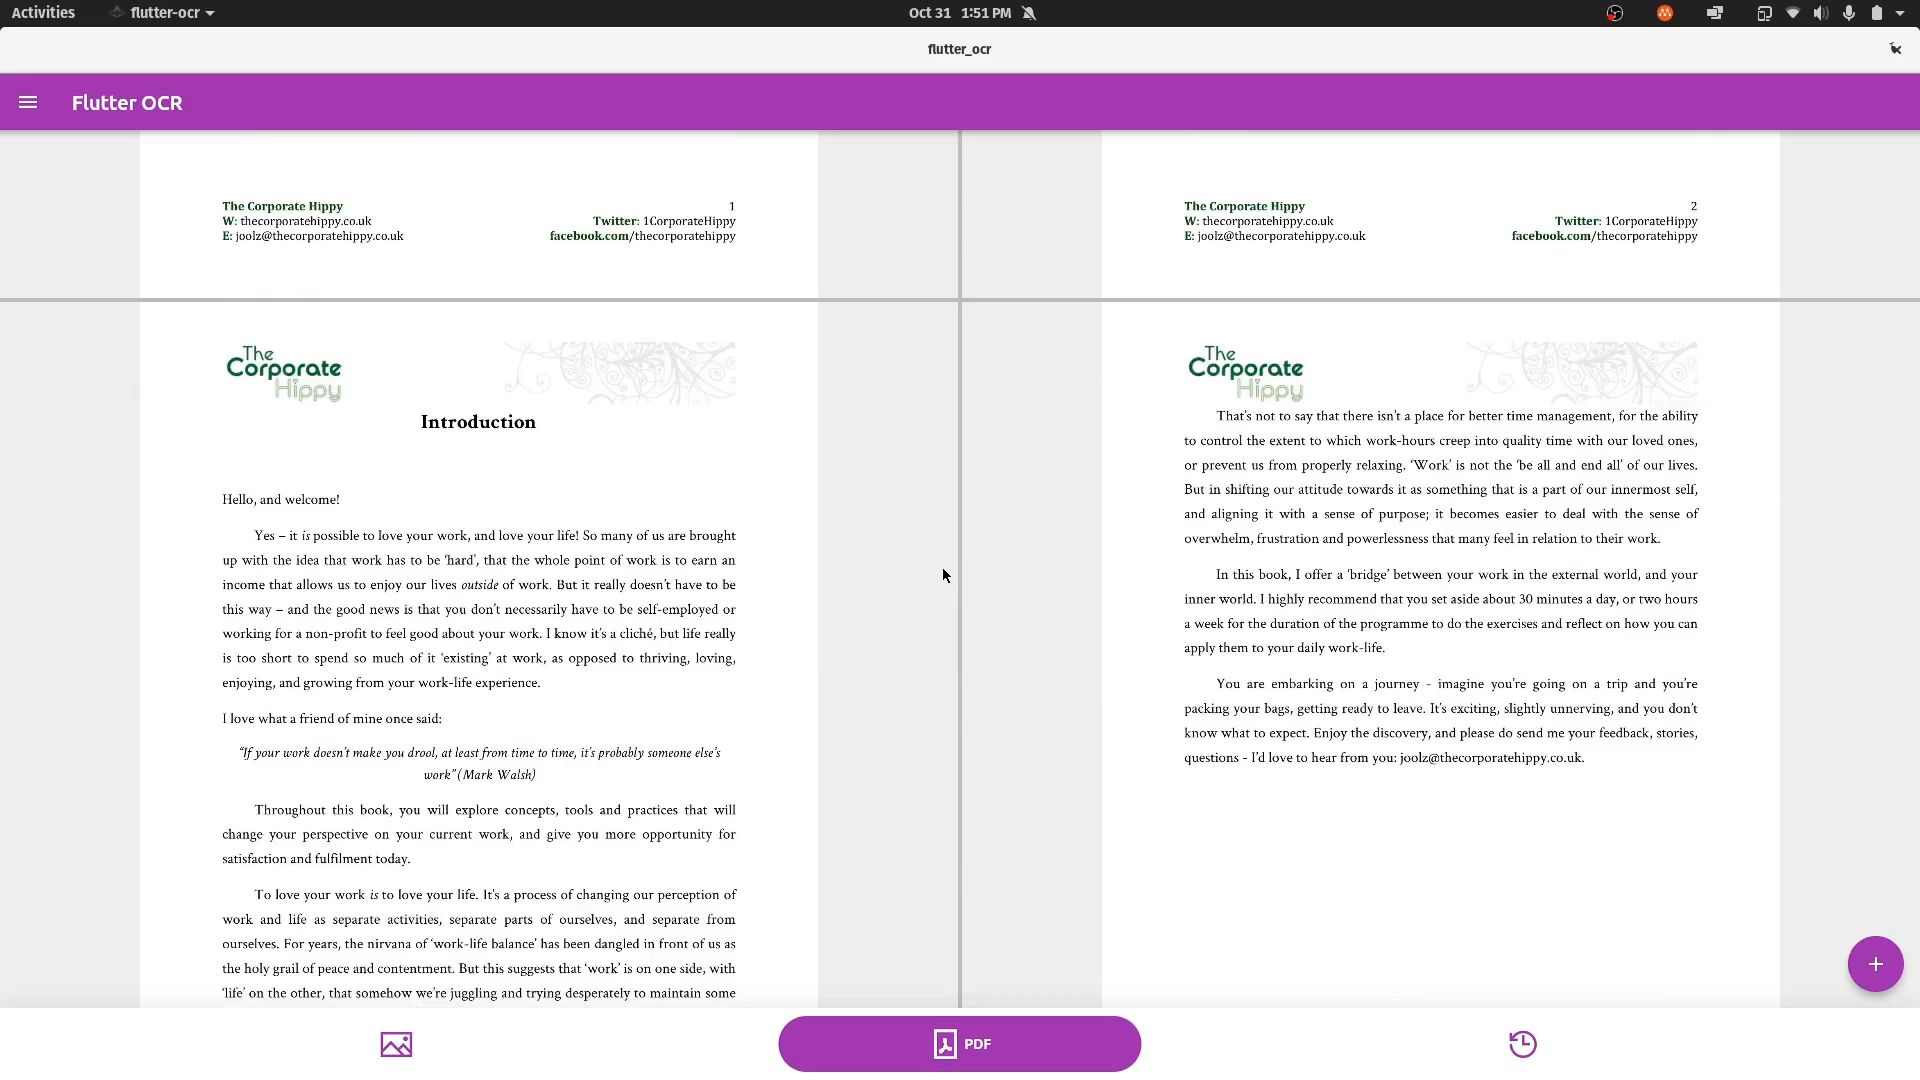 Activities
flutter-ocr
Oct 31 1:51 PM
flutter_ocr
Flutter OCR
The Corporate Hippy 1
W: thecorporatehippy.co.uk Twitter: 1CorporateHippy
E: joolz@thecorporatehippy.co.uk facebook.com/thecorporatehippy
The Corporate Hippy 2
W: thecorporatehippy.co.uk Twitter: 1CorporateHippy
E: joolz@thecorporatehippy.co.uk facebook.com/thecorporatehippy
The
Corporate
Hippy
Introduction
Hello, and welcome!
Yes – it is possible to love your work, and love your life! So many of us are brought
up with the idea that work has to be ‘hard’, that the whole point of work is to earn an
income that allows us to enjoy our lives outside of work. But it really doesn’t have to be
this way – and the good news is that you don’t necessarily have to be self-employed or
working for a non-profit to feel good about your work. I know it’s a cliché, but life really
is too short to spend so much of it ‘existing’ at work, as opposed to thriving, loving,
enjoying, and growing from your work-life experience.
I love what a friend of mine once said:
“If your work doesn’t make you drool, at least from time to time, it’s probably someone else’s
work” (Mark Walsh)
Throughout this book, you will explore concepts, tools and practices that will
change your perspective on your current work, and give you more opportunity for
satisfaction and fulfilment today.
To love your work is to love your life. It’s a process of changing our perception of
work and life as separate activities, separate parts of ourselves, and separate from
ourselves. For years, the nirvana of ‘work-life balance’ has been dangled in front of us as
the holy grail of peace and contentment. But this suggests that ‘work’ is on one side, with
‘life’ on the other, that somehow we’re juggling and trying desperately to maintain some
The
Corporate
Hippy
That’s not to say that there isn’t a place for better time management, for the ability
to control the extent to which work-hours creep into quality time with our loved ones,
or prevent us from properly relaxing. ‘Work’ is not the ‘be all and end all’ of our lives.
But in shifting our attitude towards it as something that is a part of our innermost self,
and aligning it with a sense of purpose; it becomes easier to deal with the sense of
overwhelm, frustration and powerlessness that many feel in relation to their work.
In this book, I offer a ‘bridge’ between your work in the external world, and your
inner world. I highly recommend that you set aside about 30 minutes a day, or two hours
a week for the duration of the programme to do the exercises and reflect on how you can
apply them to your daily work-life.
You are embarking on a journey - imagine you’re going on a trip and you’re
packing your bags, getting ready to leave. It’s exciting, slightly unnerving, and you don’t
know what to expect. Enjoy the discovery, and please do send me your feedback, stories,
questions - I’d love to hear from you: joolz@thecorporatehippy.co.uk.
PDF